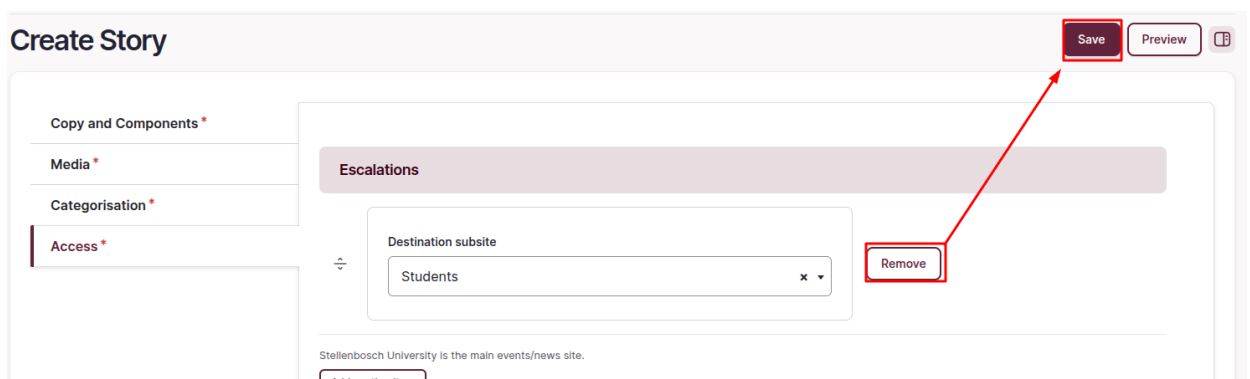 Create Story
Save
Preview
Copy and Components *
Media *
Categorisation *
Access *
Escalations
Destination subsite
Students
Remove
Stellenbosch University is the main events/news site.